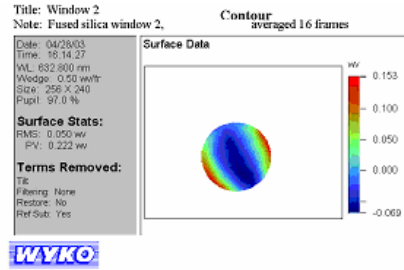 Title: Window 2
Note: Fused silica window 2,
Contour
averaged 16 frames
Date: 04/28/03
Time: 16:14:27
WL: 632.800 nm
Wedge: 0.50 wv/fr
Size: 256 X 240
Pupil: 97.0 %
Surface Stats:
RMS: 0.050 wv
PV: 0.222 wv
Terms Removed:
Tilt
Filtering: None
Restore: No
Ref Sub: Yes
Surface Data
wv
0.153
0.100
0.050
0.000
-0.069
WYKO